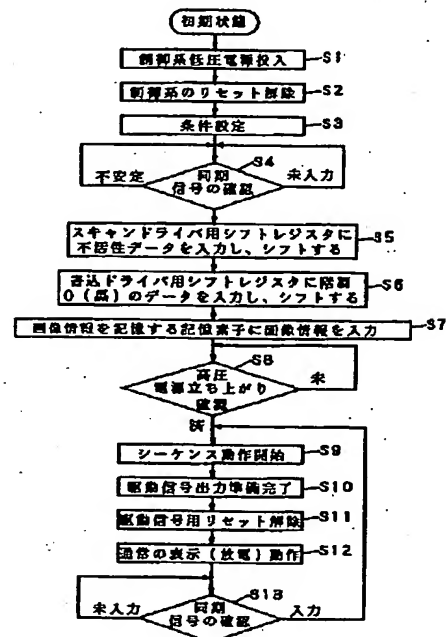 初期状態
制御系低圧電源投入 S1
制御系のリセット解除 S2
条件設定 S3
S4
不安定 同期 未入力
信号の確認
スキャンドライバ用シフトレジスタに
不活性データを入力し、シフトする S5
書込ドライバ用シフトレジスタに階調
0(黒)のデータを入力し、シフトする S6
画像情報を記憶する記憶素子に画像情報を入力 S7
S8
高圧
電源立ち上がり 未
確認
済
シーケンス動作開始 S9
駆動信号出力準備完了 S10
駆動信号用リセット解除 S11
通常の表示(放電)動作 S12
S13
未入力 同期 入力
信号の確認